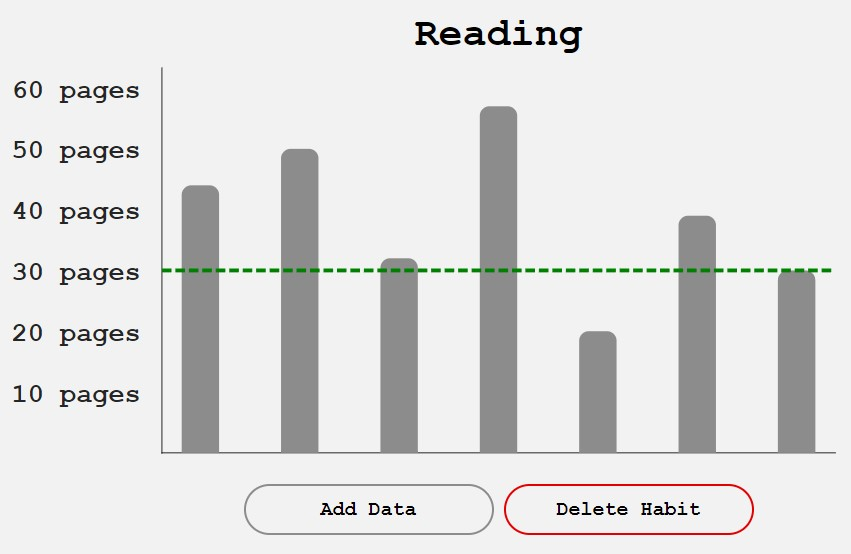 Reading
60 pages
50 pages
40 pages
30 pages
20 pages
10 pages
Add Data
Delete Habit